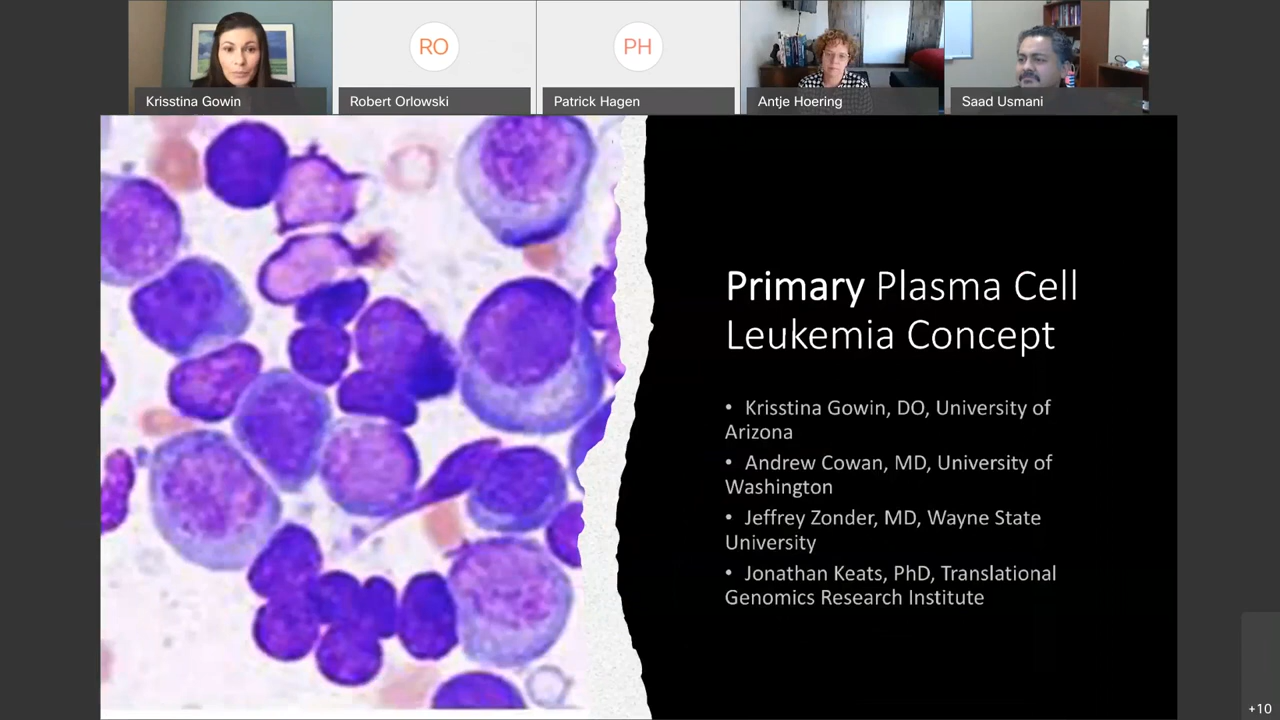 RO
PH
Krisstina Gowin
Robert Orlowski
Patrick Hagen
Antje Hoering
Saad Usmani
Primary Plasma Cell
Leukemia Concept
• Krisstina Gowin, DO, University of
Arizona
• Andrew Cowan, MD, University of
Washington
• Jeffrey Zonder, MD, Wayne State
University
• Jonathan Keats, PhD, Translational
Genomics Research Institute
+10